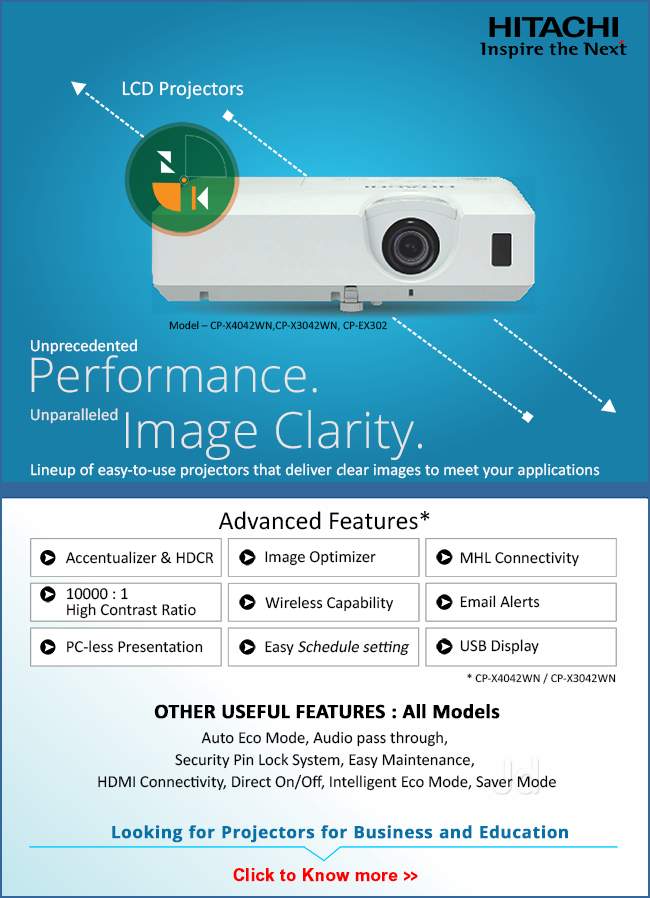 HITACHI
Inspire the Next
LCD Projectors
HITACHI
Model – CP-X4042WN,CP-X3042WN, CP-EX302
Unprecedented
Performance.
Unparalleled Image Clarity.
Lineup of easy-to-use projectors that deliver clear images to meet your applications
Advanced Features*
Accentualizer & HDCR
Image Optimizer
MHL Connectivity
10000 : 1
High Contrast Ratio
Wireless Capability
Email Alerts
PC-less Presentation
Easy Schedule setting
USB Display
* CP-X4042WN / CP-X3042WN
OTHER USEFUL FEATURES : All Models
Auto Eco Mode, Audio pass through,
Security Pin Lock System, Easy Maintenance,
HDMI Connectivity, Direct On/Off, Intelligent Eco Mode, Saver Mode
Jd
Looking for Projectors for Business and Education
Click to Know more >>